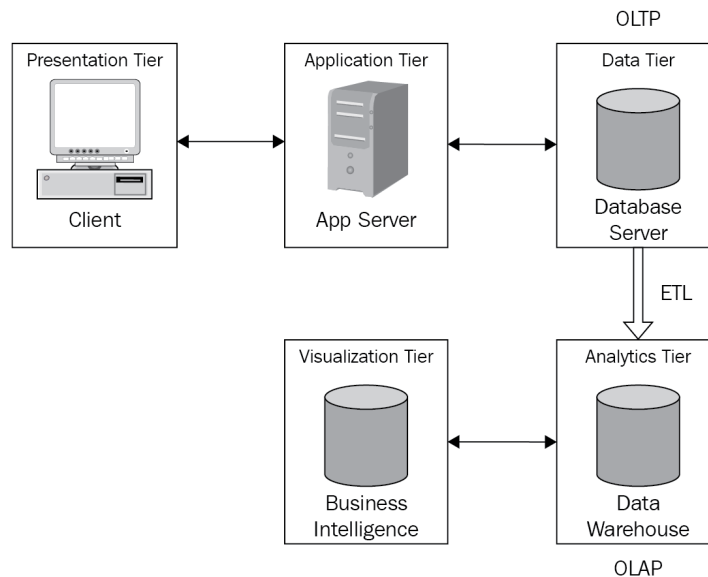 OLTP
Presentation Tier
Client
Application Tier
App Server
Data Tier
Database
Server
ETL
Visualization Tier
Business
Intelligence
Analytics Tier
Data
Warehouse
OLAP